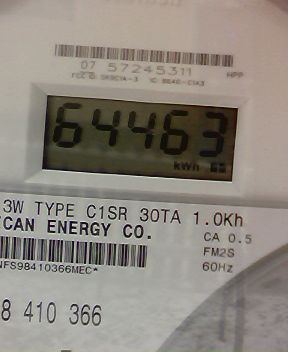 07 57245311 HPP
64463
kWh
3W TYPE C1SR 30TA 1.0Kh
CAN ENERGY CO. CA 0.5
FM2S
NFS98410366MEC* 60Hz
8 410 366